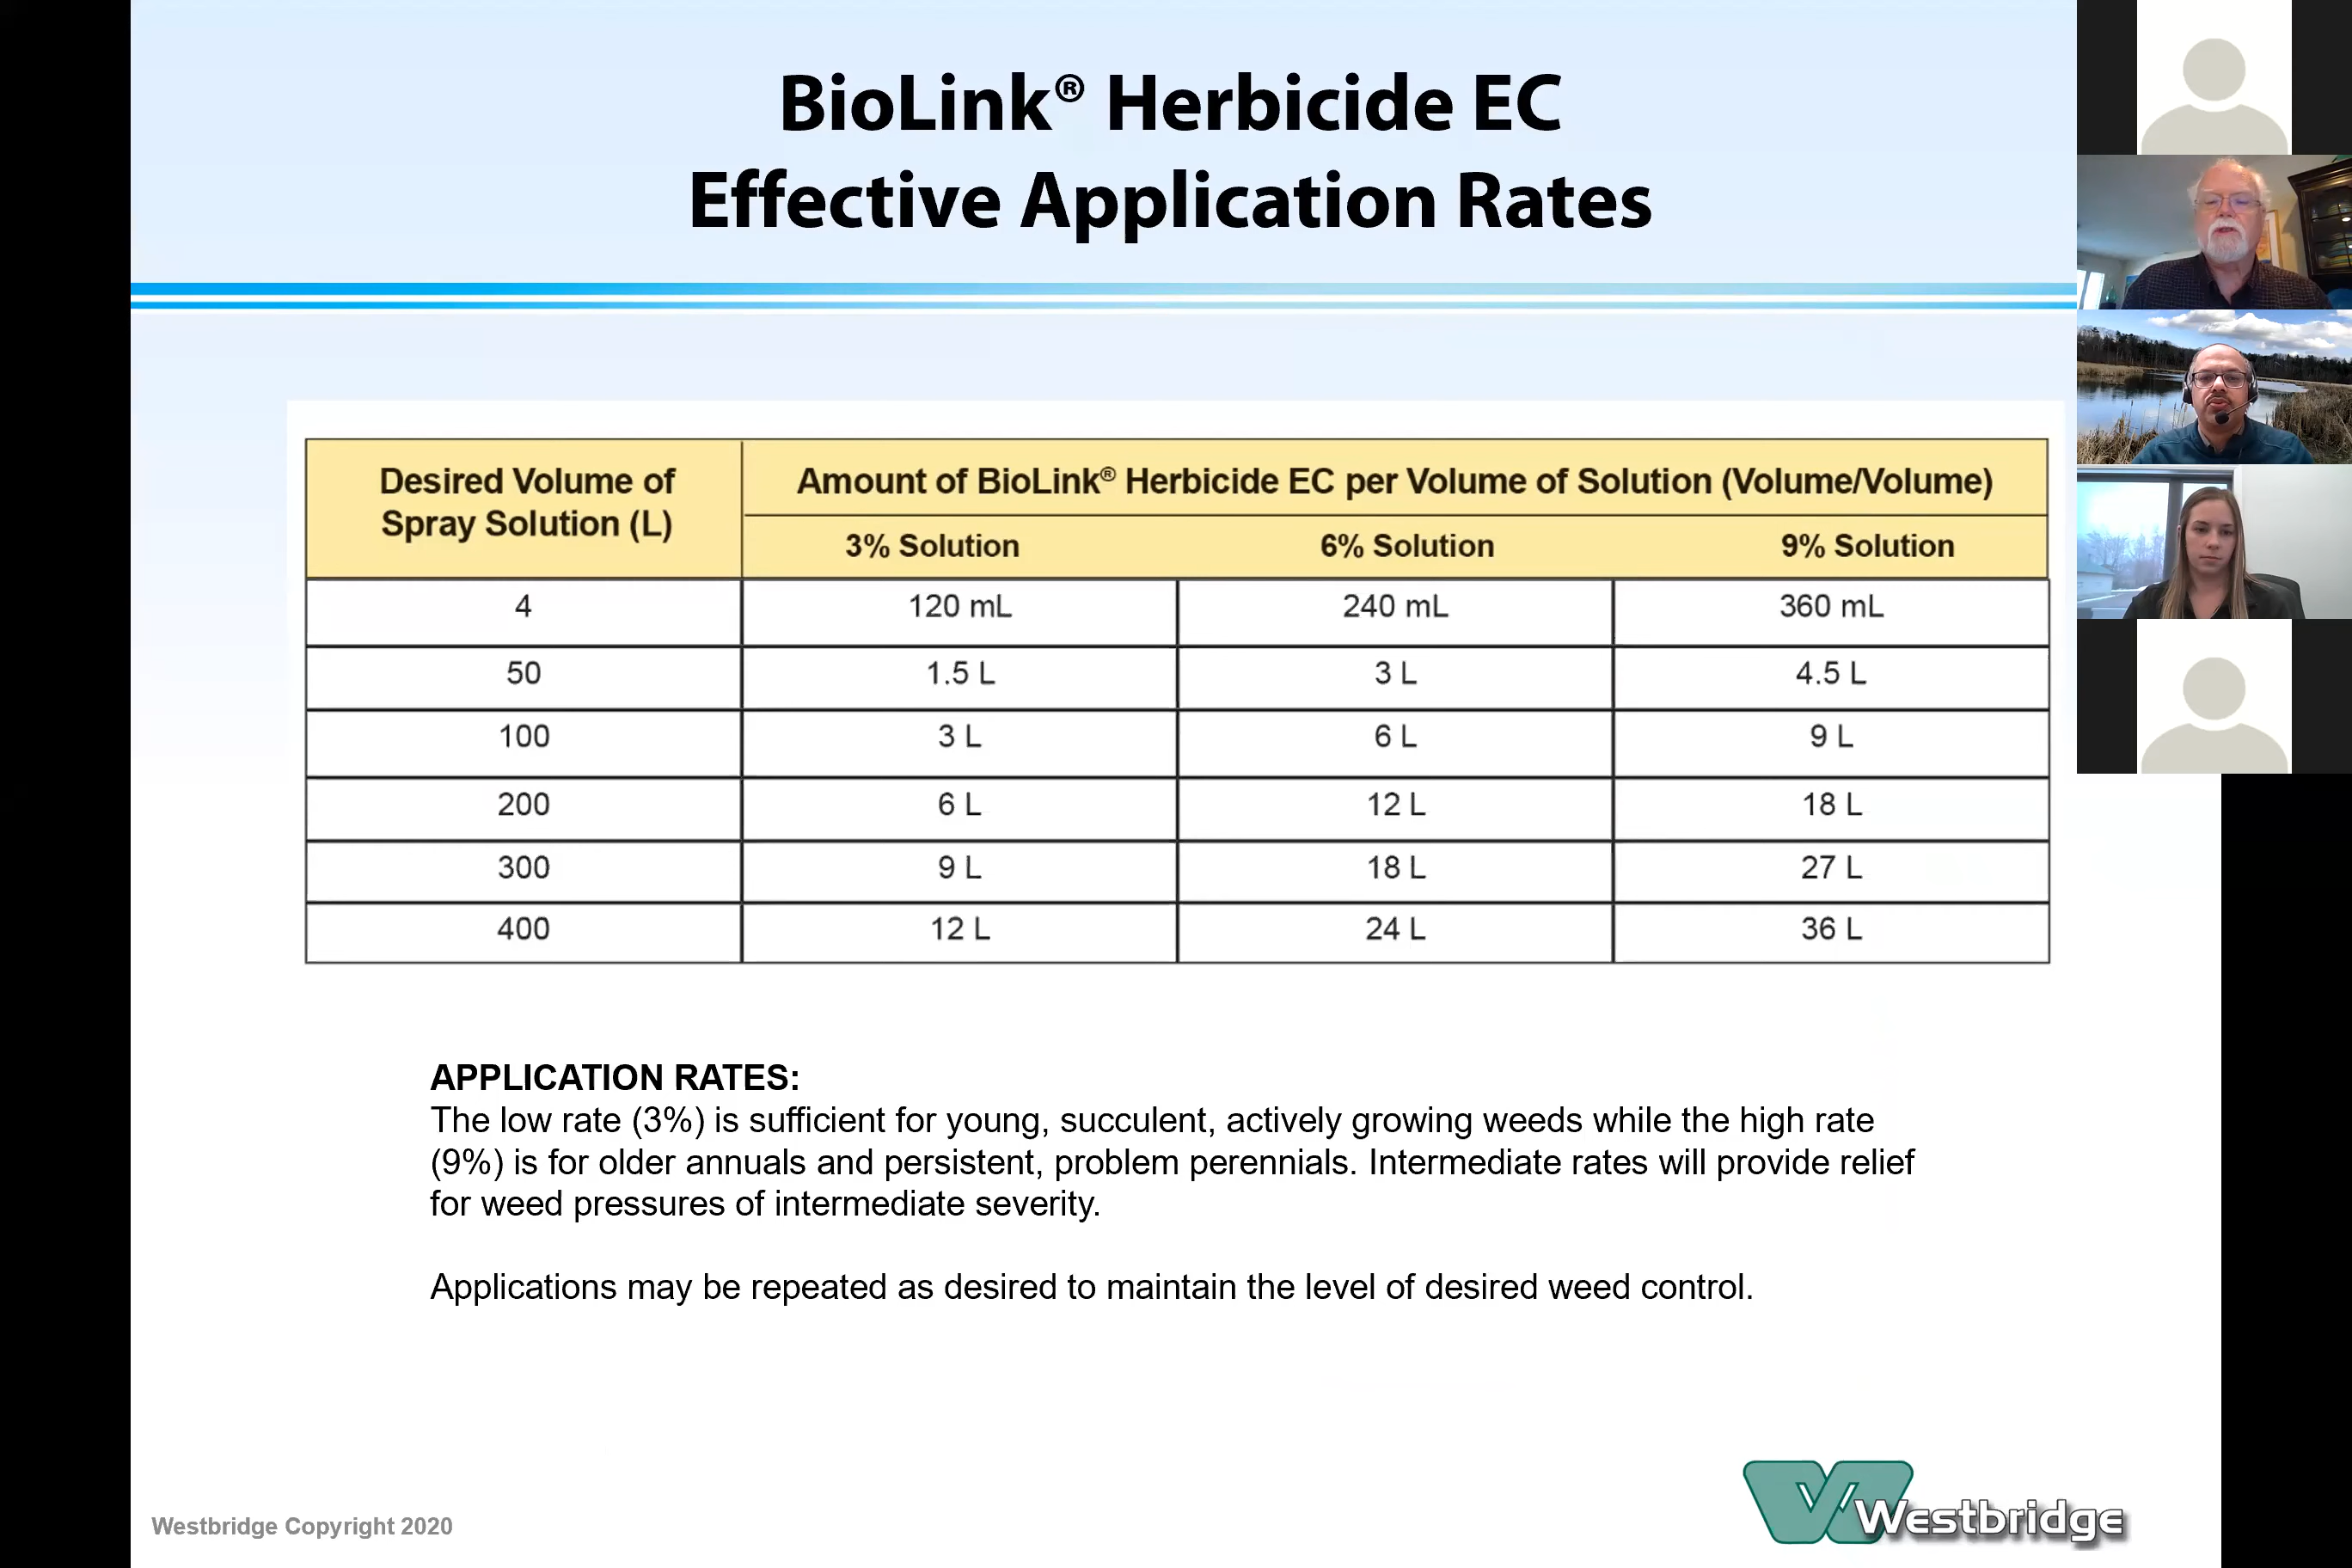 BioLink® Herbicide EC
Effective Application Rates
Desired Volume of
Spray Solution (L)
Amount of BioLink® Herbicide EC per Volume of Solution (Volume/Volume)
3% Solution 6% Solution 9% Solution
4 120 mL 240 mL 360 mL
50 1.5 L 3 L 4.5 L
100 3 L 6 L 9 L
200 6 L 12 L 18 L
300 9 L 18 L 27 L
400 12 L 24 L 36 L
APPLICATION RATES:
The low rate (3%) is sufficient for young, succulent, actively growing weeds while the high rate
(9%) is for older annuals and persistent, problem perennials. Intermediate rates will provide relief
for weed pressures of intermediate severity.
Applications may be repeated as desired to maintain the level of desired weed control.
Westbridge Copyright 2020
Westbridge